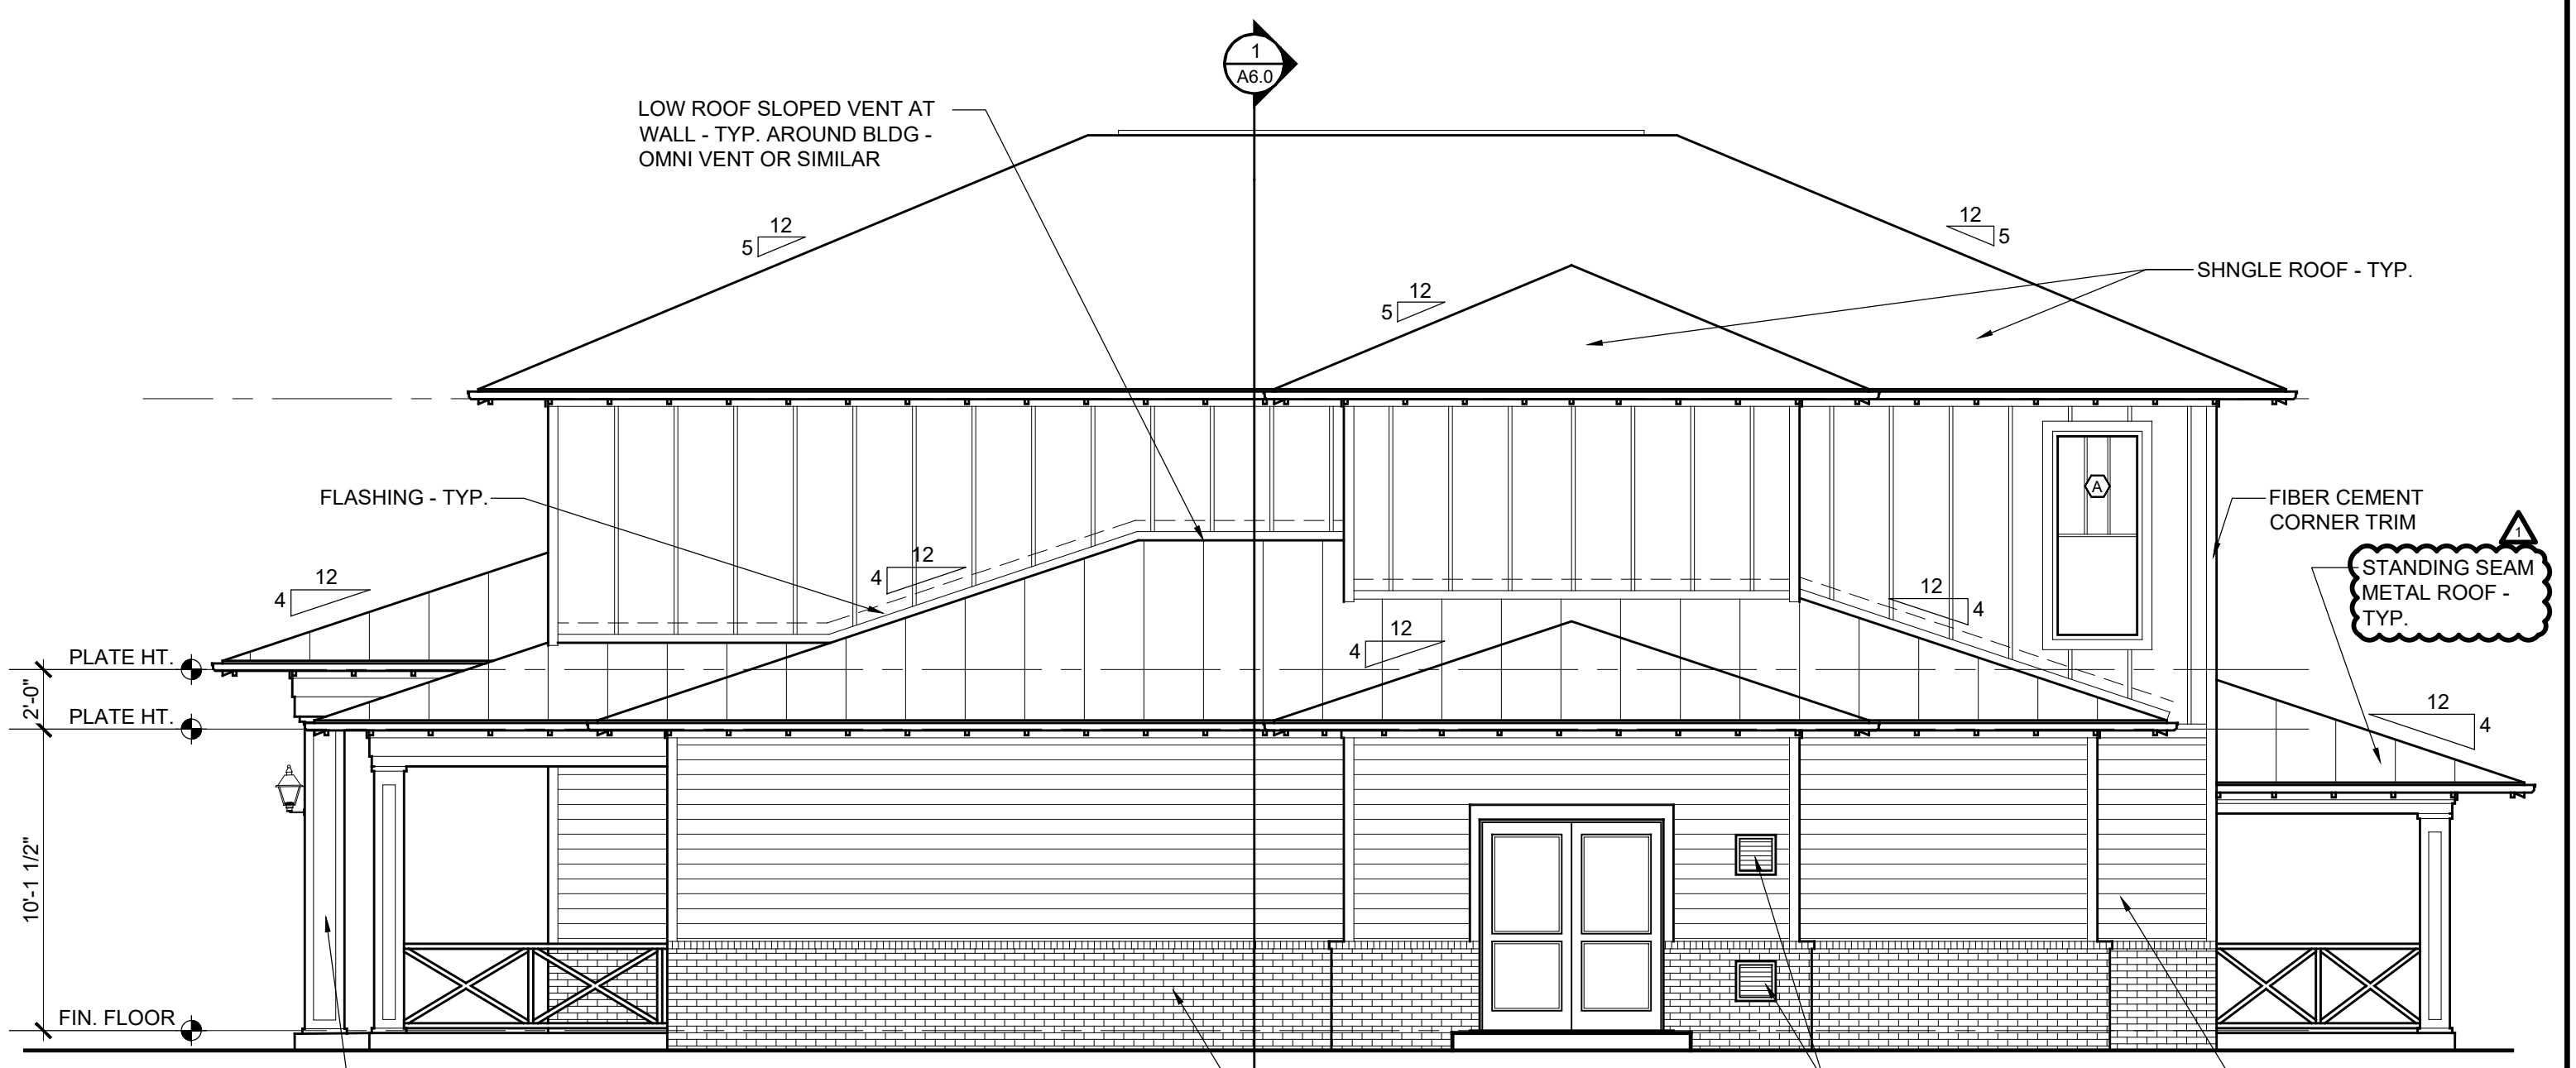 1
A6.0
LOW ROOF SLOPED VENT AT
WALL - TYP. AROUND BLDG -
OMNI VENT OR SIMILAR
12
5
12
5
12
5
SHNGLE ROOF - TYP.
FLASHING - TYP.
A
FIBER CEMENT
CORNER TRIM
1
STANDING SEAM
METAL ROOF -
TYP.
12
4
12
4
12
4
12
4
12
4
PLATE HT.
2'-0"
PLATE HT.
10'-1 1/2"
FIN. FLOOR